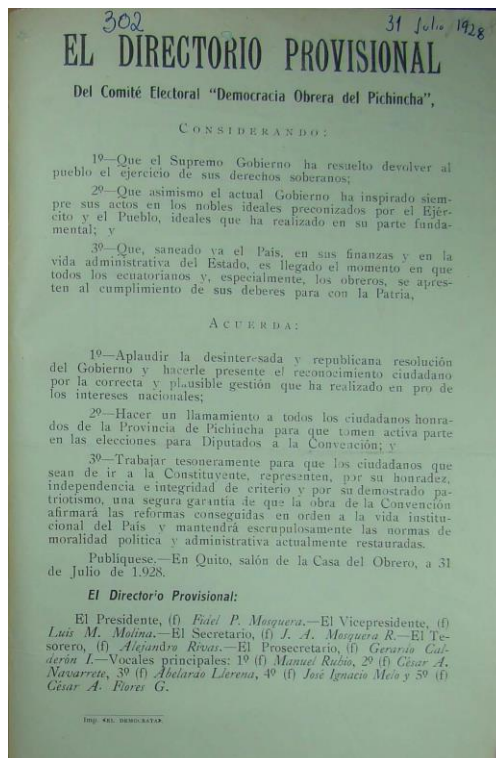 302
31 Julio 1928
EL DIRECTORIO PROVISIONAL
Del Comité Electoral "Democracia Obrera del Pichincha",
CONSIDERANDO:
1º—Que el Supremo Gobierno ha resuelto devolver al
pueblo el ejercicio de sus derechos soberanos;
2º—Que asimismo el actual Gobierno ha inspirado siem-
pre sus actos en los nobles ideales preconizados por el Ejér-
cito y el Pueblo, ideales que ha realizado en su parte funda-
mental; y
3º—Que, saneado ya el País, en sus finanzas y en la
vida administrativa del Estado, es llegado el momento en que
todos los ecuatorianos y, especialmente, los obreros, se apres-
ten al cumplimiento de sus deberes para con la Patria,
ACUERDA:
1º—Aplaudir la desinteresada y republicana resolución
del Gobierno y hacerle presente el reconocimiento ciudadano
por la correcta y plausible gestión que ha realizado en pro de
los intereses nacionales;
2º—Hacer un llamamiento a todos los ciudadanos honra-
dos de la Provincia de Pichincha para que tomen activa parte
en las elecciones para Diputados a la Convención; y
3º—Trabajar tesoneramente para que los ciudadanos que
sean de ir a la Constituyente, representen, por su honradez,
independencia e integridad de criterio y por su demostrado pa-
triotismo, una segura garantía de que la obra de la Convención
afirmará las reformas conseguidas en orden a la vida institu-
cional del País y mantendrá escrupulosamente las normas de
moralidad política y administrativa actualmente restauradas.
Publíquese.—En Quito, salón de la Casa del Obrero, a 31
de Julio de 1.928.
El Directorio Provisional:
El Presidente, (f) Fidel P. Mosquera.—El Vicepresidente, (f)
Luis M. Molina.—El Secretario, (f) J. A. Mosquera R.—El Te-
sorero, (f) Alejandro Rivas.—El Prosecretario, (f) Gerardo Cal-
derón I.—Vocales principales: 1º (f) Manuel Rubio, 2º (f) César A.
Navarrete, 3º (f) Abelardo Llerena, 4º (f) José Ignacio Melo y 5º (f)
César A. Flores G.
Imp. «EL DEMOCRATA».